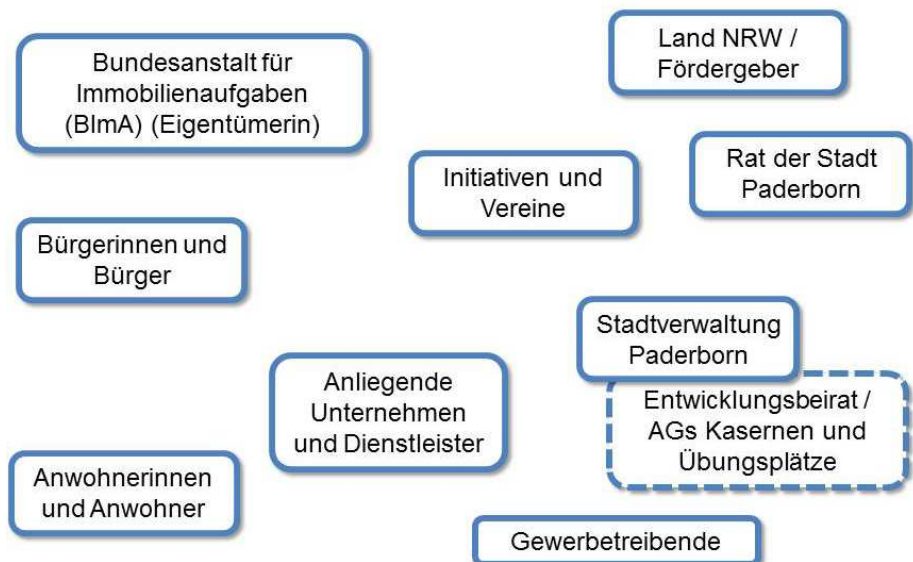 Bundesanstalt für
Immobilienaufgaben
(BImA) (Eigentümerin)
Land NRW /
Fördergeber
Initiativen und
Vereine
Rat der Stadt
Paderborn
Bürgerinnen und
Bürger
Stadtverwaltung
Paderborn
Anliegende
Unternehmen
und Dienstleister
Entwicklungsbeirat /
AGs Kasernen und
Übungsplätze
Anwohnerinnen
und Anwohner
Gewerbetreibende